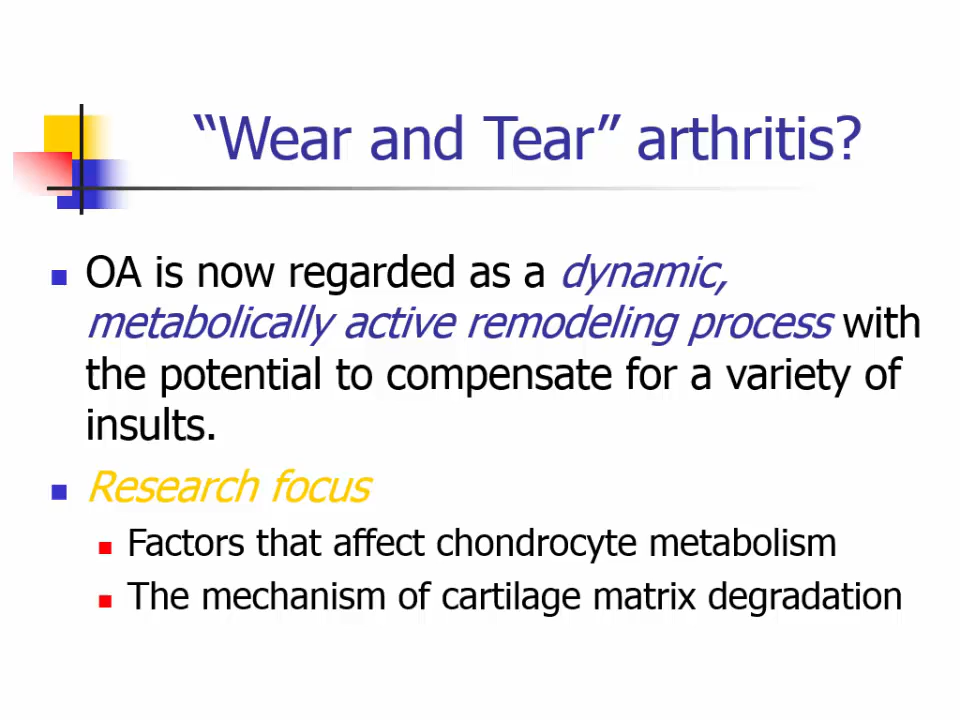 “Wear and Tear” arthritis?
OA is now regarded as a dynamic,
metabolically active remodeling process with
the potential to compensate for a variety of
insults.
Research focus
Factors that affect chondrocyte metabolism
The mechanism of cartilage matrix degradation